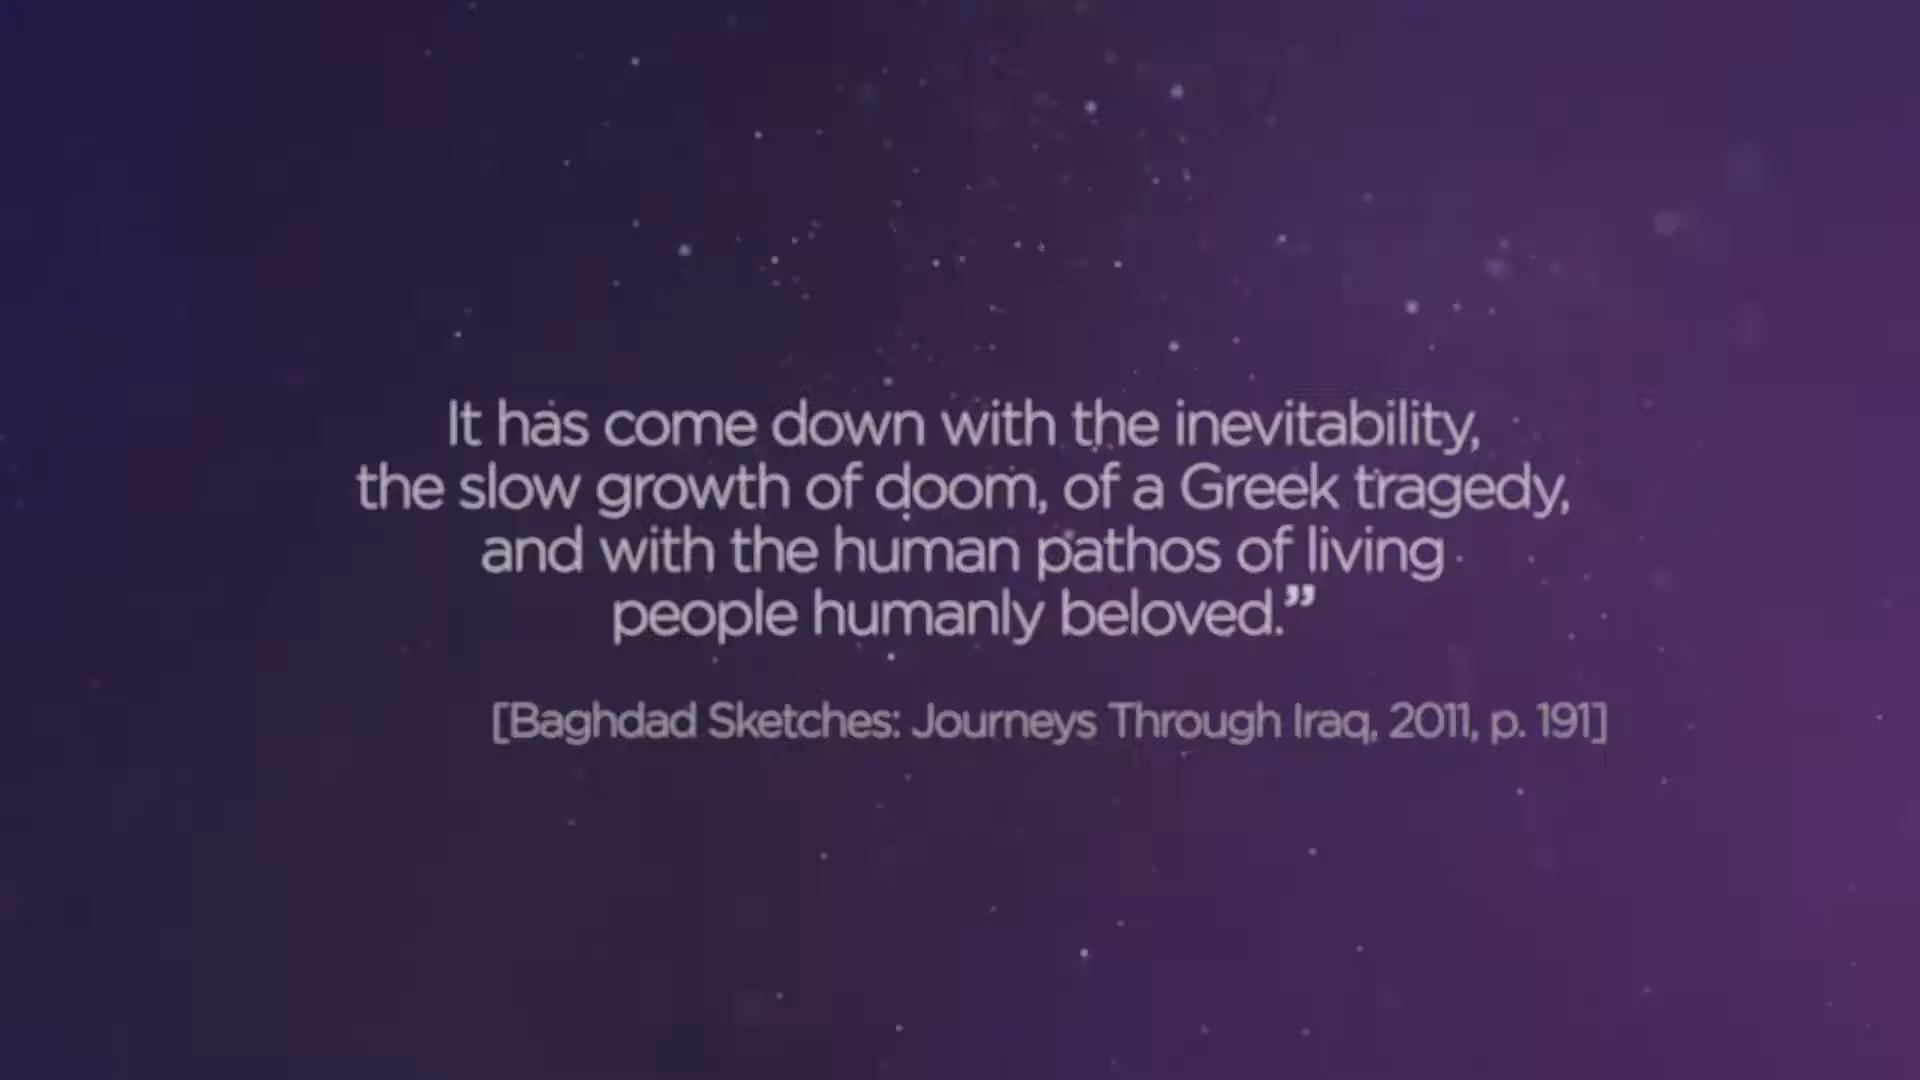 It has come down with the inevitability,
the slow growth of doom, of a Greek tragedy,
and with the human pathos of living
people humanly beloved.”
[Baghdad Sketches: Journeys Through Iraq, 2011, p. 191]